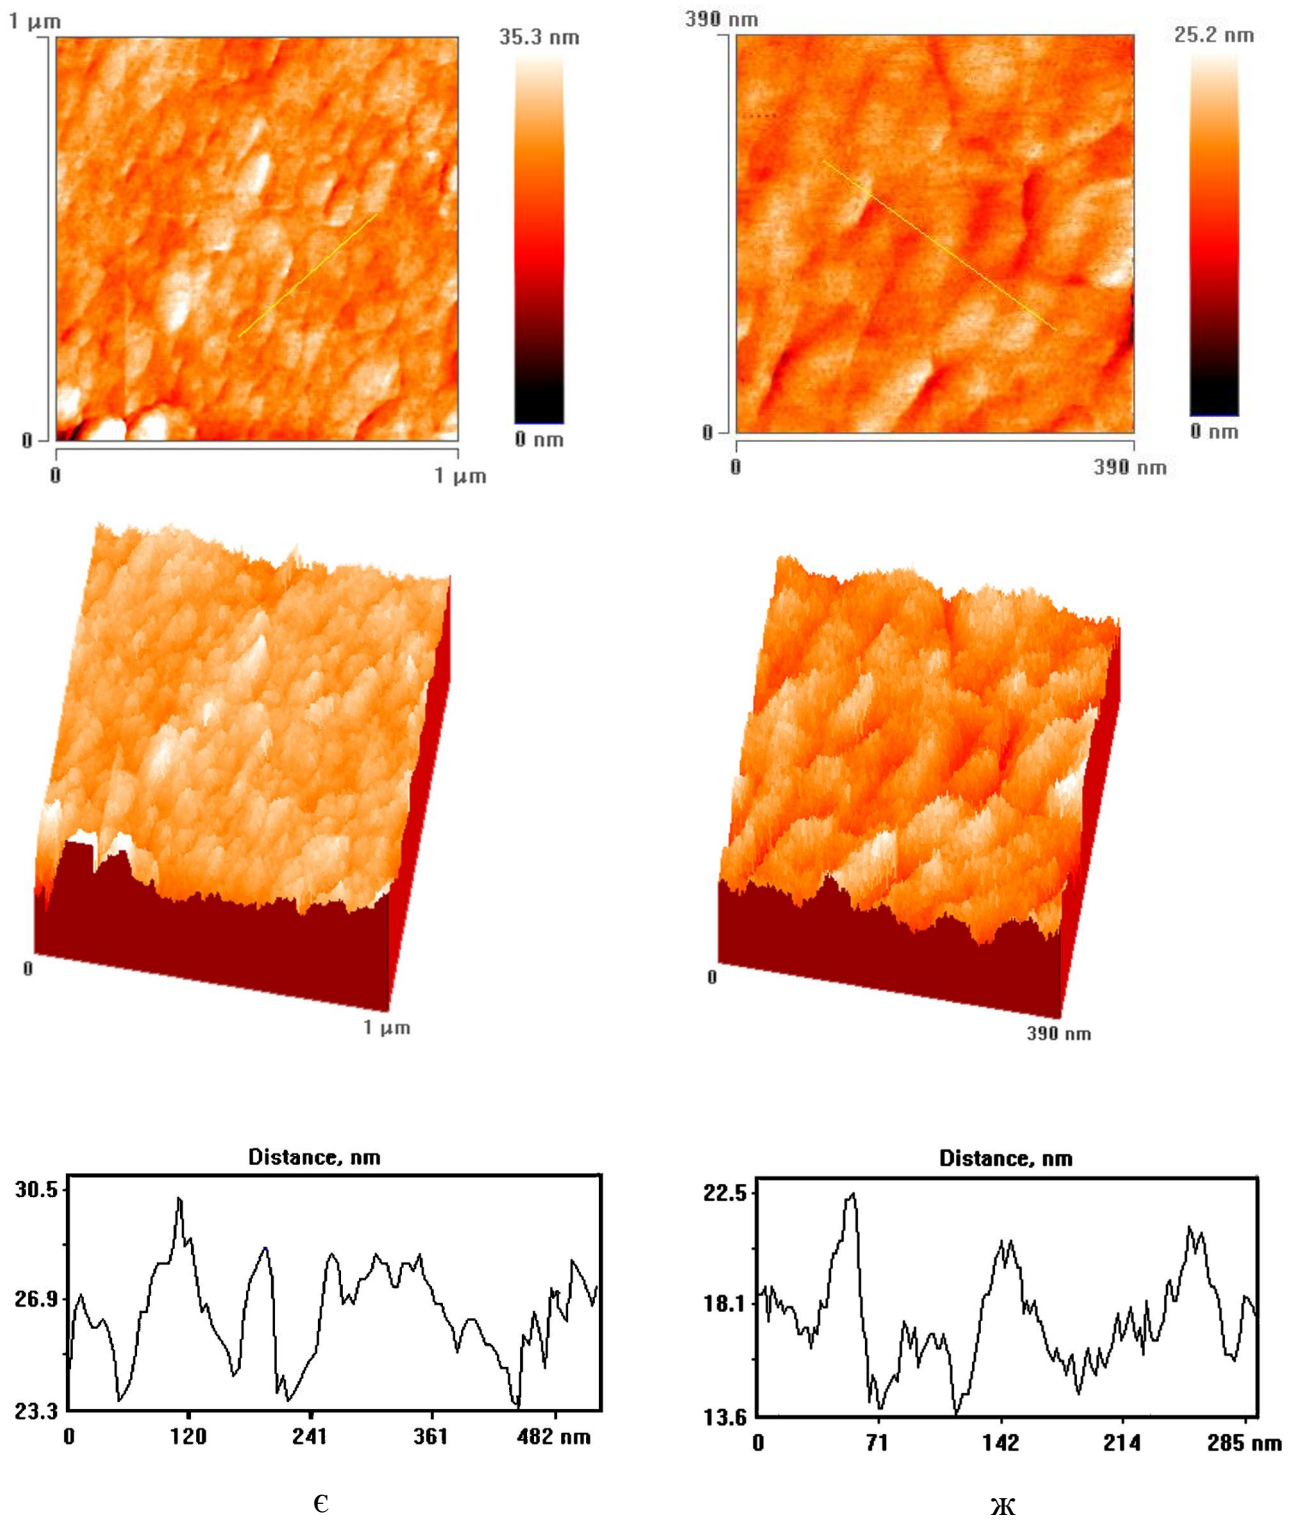 1 µm
35.3 nm
0 nm
0
0
1 µm
390 nm
25.2 nm
0 nm
0
0
390 nm
0
1 µm
0
390 nm
Distance, nm
30.5
26.9
23.3
0 120 241 361 482 nm
є
Distance, nm
22.5
18.1
13.6
0 71 142 214 285 nm
ж